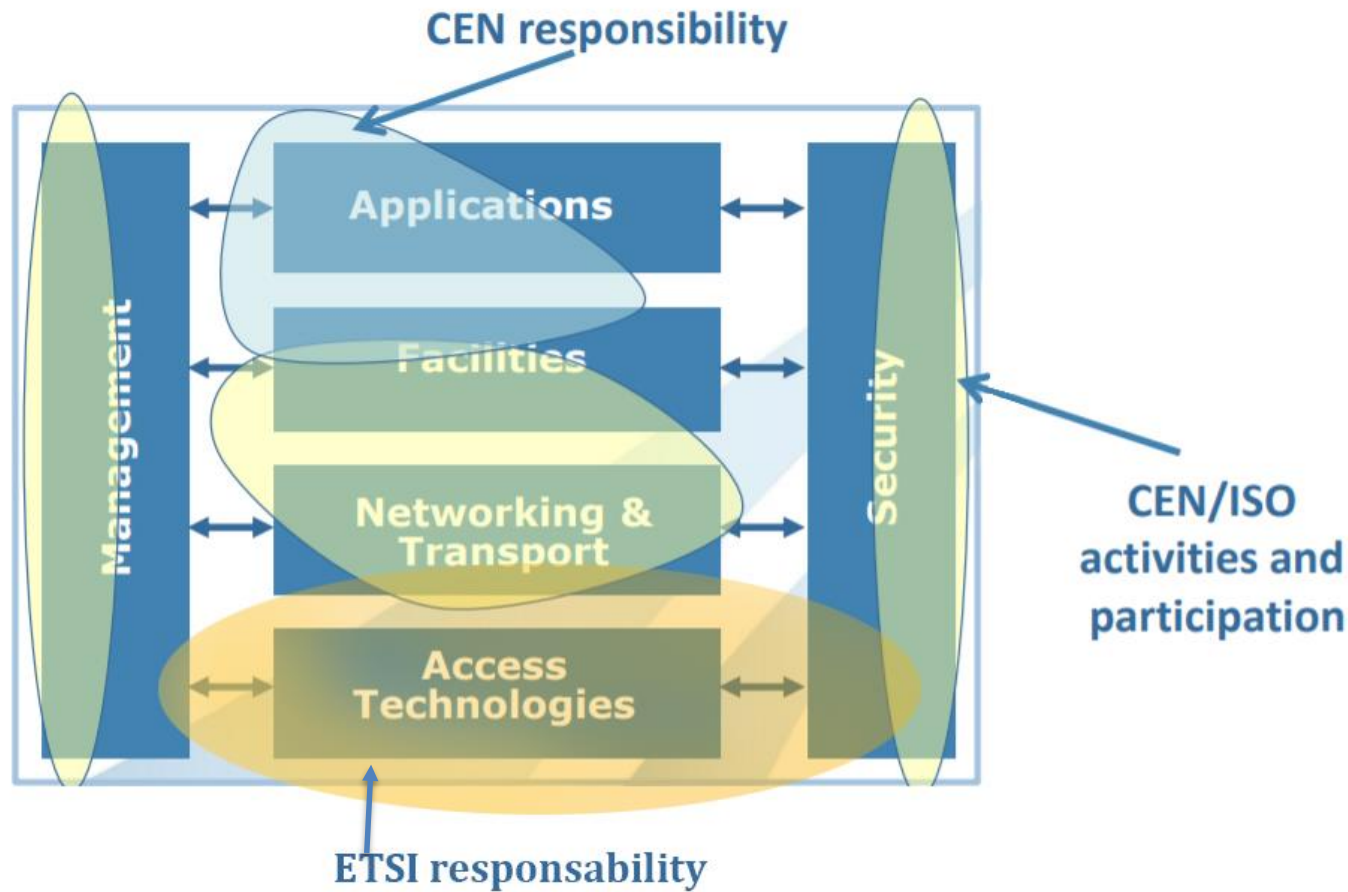 CEN responsibility
Applications
Facilities
Management
Security
Networking &
Transport
CEN/ISO
activities and
participation
Access
Technologies
ETSI responsability